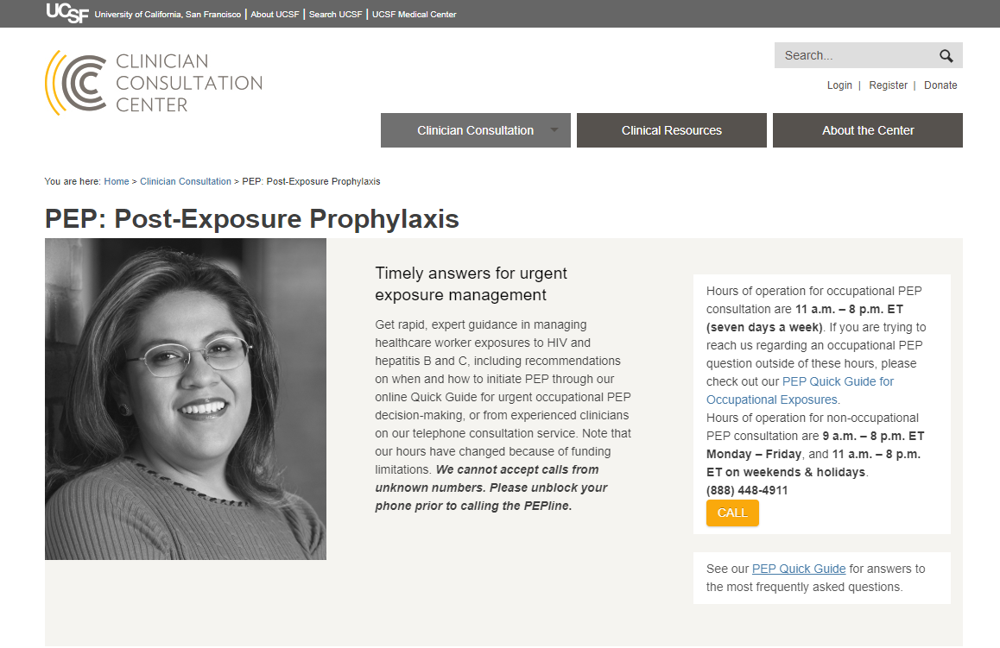 UCSF University of California, San Francisco | About UCSF | Search UCSF | UCSF Medical Center
CLINICIAN
CONSULTATION
CENTER
Search...
Login | Register | Donate
Clinician Consultation
Clinical Resources
About the Center
You are here: Home > Clinician Consultation > PEP: Post-Exposure Prophylaxis
PEP: Post-Exposure Prophylaxis
Timely answers for urgent
exposure management
Get rapid, expert guidance in managing
healthcare worker exposures to HIV and
hepatitis B and C, including recommendations
on when and how to initiate PEP through our
online Quick Guide for urgent occupational PEP
decision-making, or from experienced clinicians
on our telephone consultation service. Note that
our hours have changed because of funding
limitations. We cannot accept calls from
unknown numbers. Please unblock your
phone prior to calling the PEPline.
Hours of operation for occupational PEP
consultation are 11 a.m. – 8 p.m. ET
(seven days a week). If you are trying to
reach us regarding an occupational PEP
question outside of these hours, please
check out our PEP Quick Guide for
Occupational Exposures.
Hours of operation for non-occupational
PEP consultation are 9 a.m. – 8 p.m. ET
Monday – Friday, and 11 a.m. – 8 p.m.
ET on weekends & holidays.
(888) 448-4911
CALL
See our PEP Quick Guide for answers to
the most frequently asked questions.